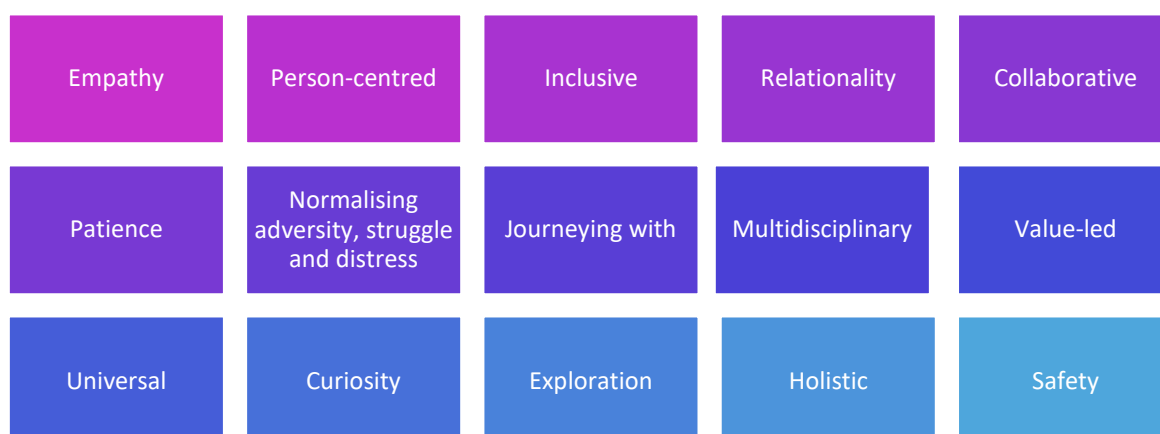 Empathy
Person-centred
Inclusive
Relationality
Collaborative
Patience
Normalising
adversity, struggle
and distress
Journeying with
Multidisciplinary
Value-led
Universal
Curiosity
Exploration
Holistic
Safety